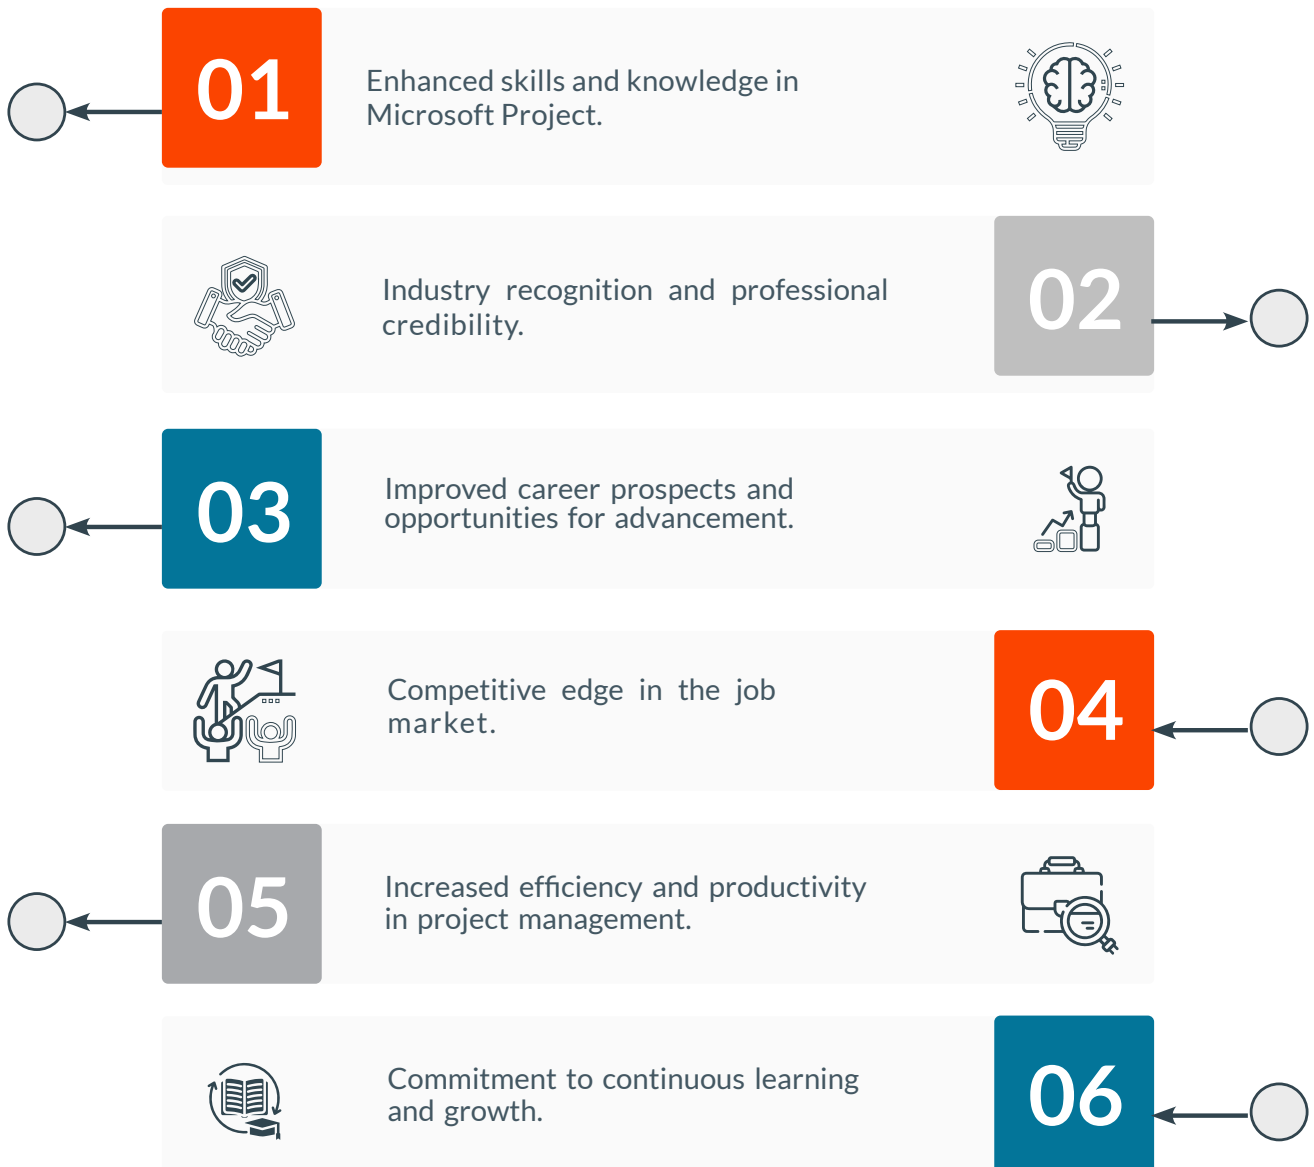 01
Enhanced skills and knowledge in
Microsoft Project.
Industry recognition and professional
credibility.
02
03
Improved career prospects and
opportunities for advancement.
Competitive edge in the job
market.
04
05
Increased efficiency and productivity
in project management.
Commitment to continuous learning
and growth.
06